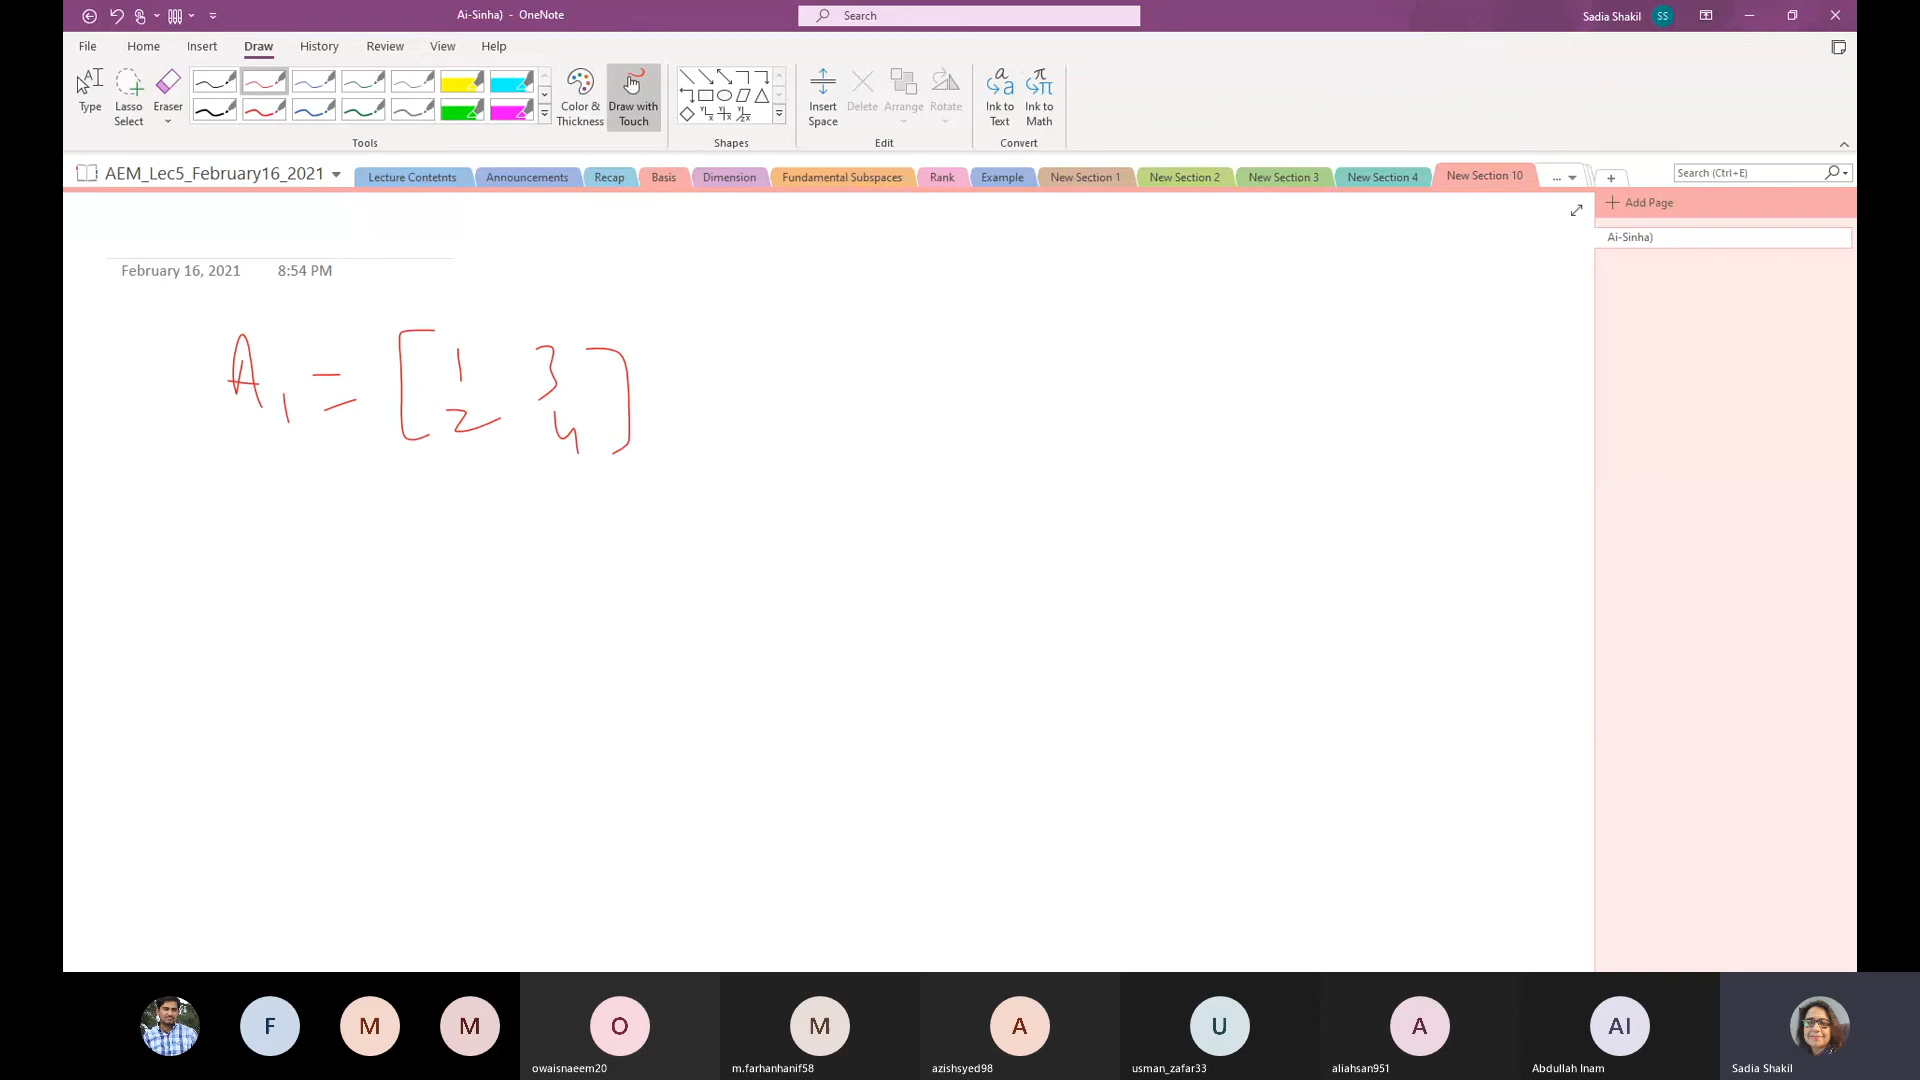 Ai-Sinha) - OneNote
Search
Sadia Shakil
SS
File Home Insert Draw History Review View Help
Type
Lasso Select
Eraser
Color & Thickness
Draw with Touch
Insert Space
Delete
Arrange
Rotate
Ink to Text
Ink to Math
Tools
Shapes
Edit
Convert
AEM_Lec5_February16_2021
Lecture Contetnts
Announcements
Recap
Basis
Dimension
Fundamental Subspaces
Rank
Example
New Section 1
New Section 2
New Section 3
New Section 4
New Section 10
...
Search (Ctrl+E)
Add Page
Ai-Sinha)
February 16, 2021 8:54 PM
A1 = [ 1 3
2 4 ]
F
M
M
O
M
A
U
A
AI
owaisnaeem20
m.farhanhanif58
azishsyed98
usman_zafar33
aliahsan951
Abdullah Inam
Sadia Shakil